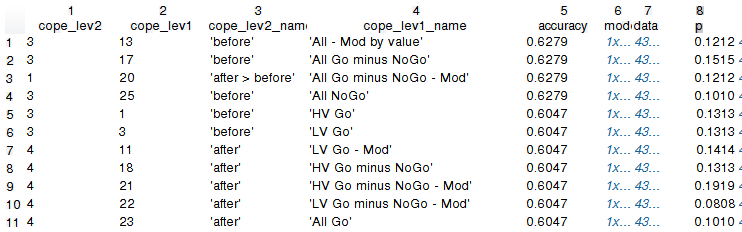 1 2 3 4 5 6 7 8
cope_lev2 cope_lev1 cope_lev2_name cope_lev1_name accuracy mod data p
1 3 13 'before' 'All - Mod by value' 0.6279 1x... 43... 0.1212
2 3 17 'before' 'All Go minus NoGo' 0.6279 1x... 43... 0.1515
3 1 20 'after > before' 'All Go minus NoGo - Mod' 0.6279 1x... 43... 0.1212
4 3 25 'before' 'All NoGo' 0.6279 1x... 43... 0.1010
5 3 1 'before' 'HV Go' 0.6047 1x... 43... 0.1313
6 3 3 'before' 'LV Go' 0.6047 1x... 43... 0.1313
7 4 11 'after' 'LV Go - Mod' 0.6047 1x... 43... 0.1414
8 4 18 'after' 'HV Go minus NoGo' 0.6047 1x... 43... 0.1313
9 4 21 'after' 'HV Go minus NoGo - Mod' 0.6047 1x... 43... 0.1919
10 4 22 'after' 'LV Go minus NoGo - Mod' 0.6047 1x... 43... 0.0808
11 4 23 'after' 'All Go' 0.6047 1x... 43... 0.1010